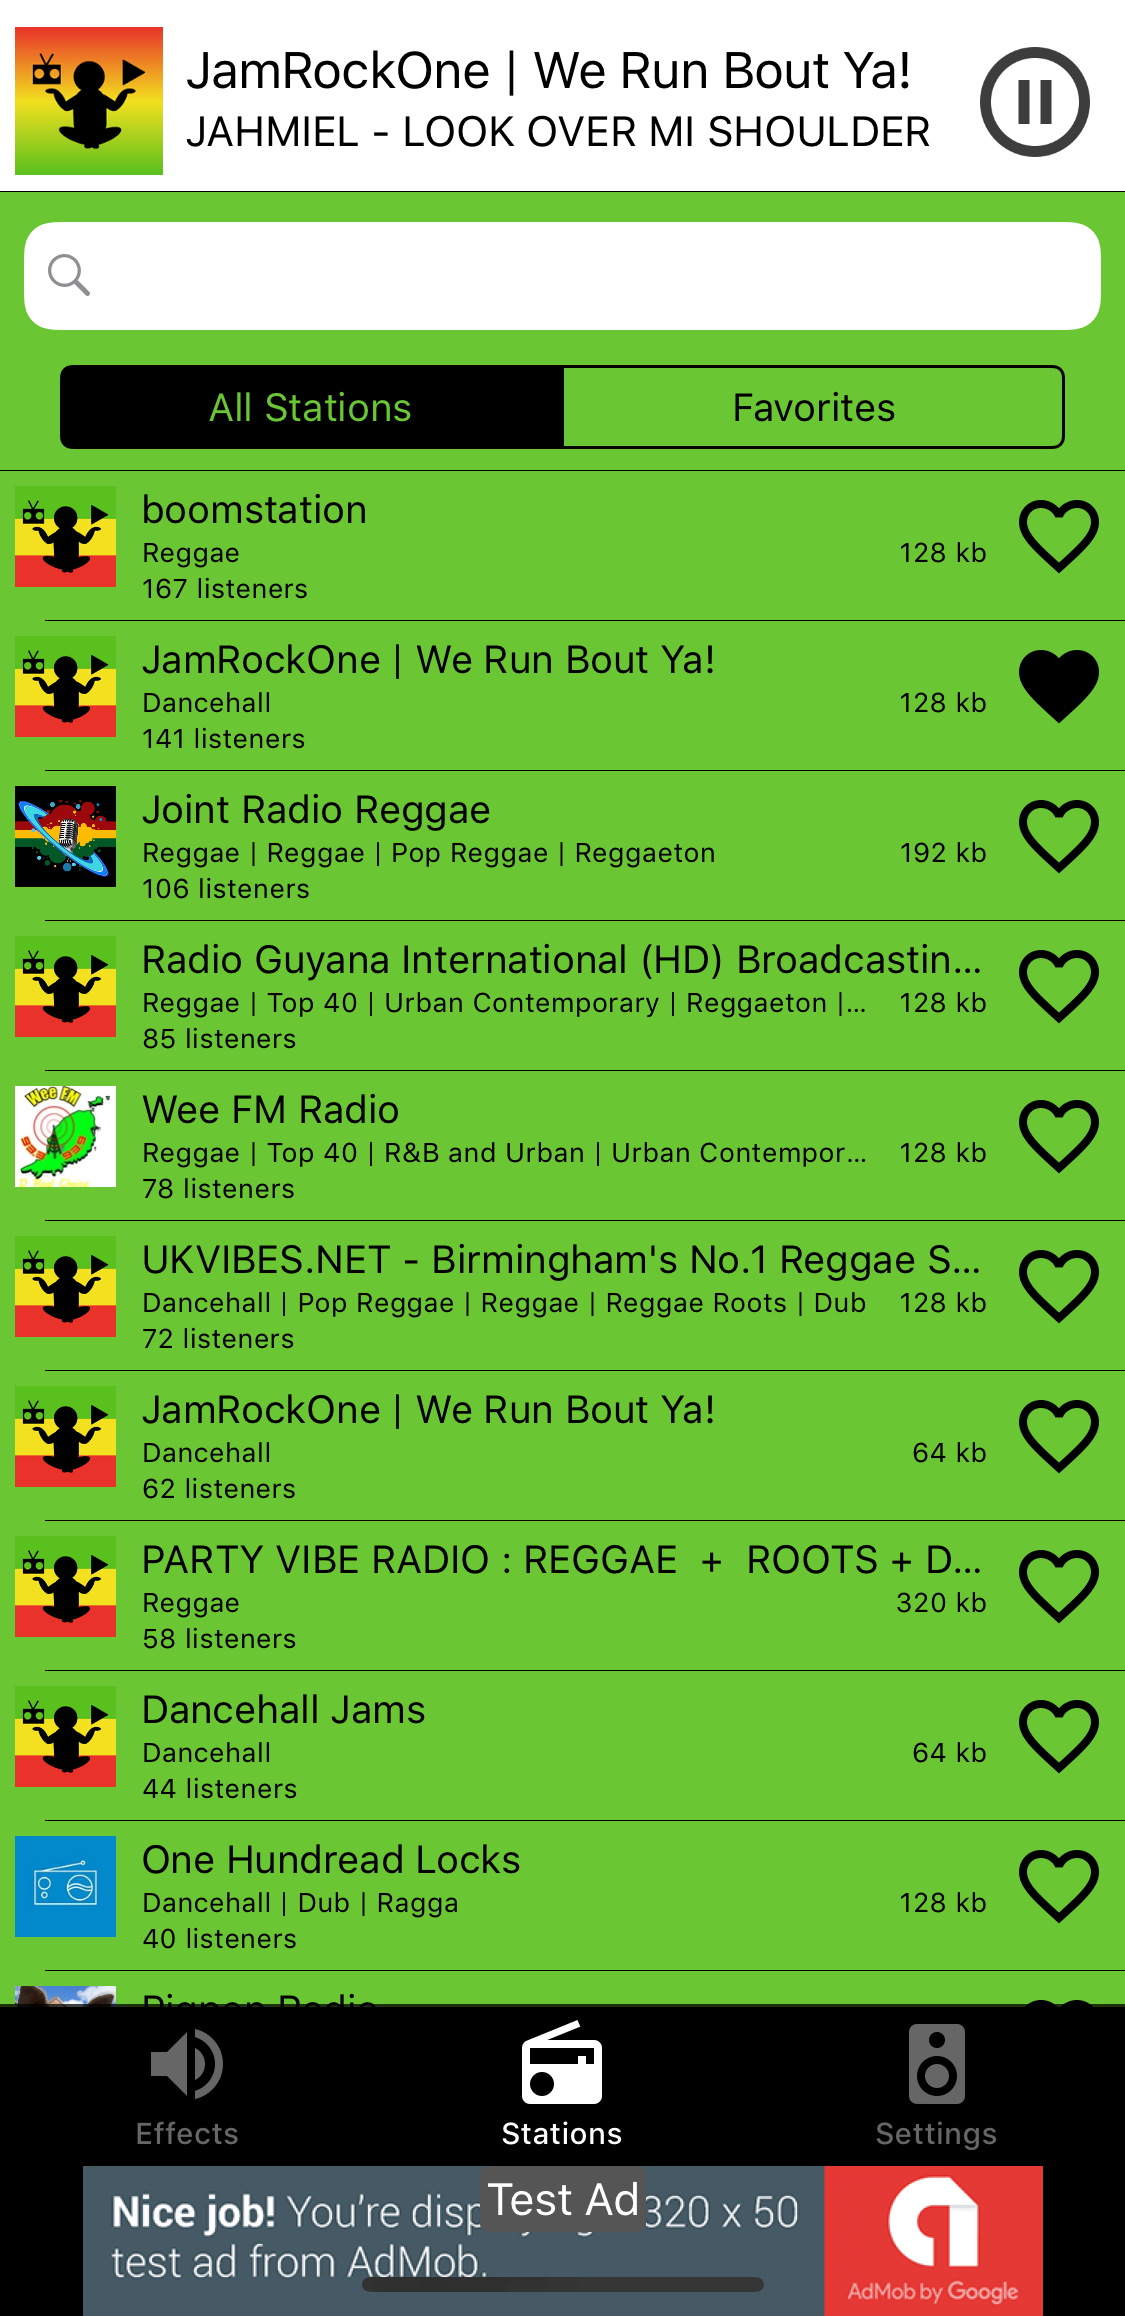 JamRockOne | We Run Bout Ya!
JAHMIEL - LOOK OVER MI SHOULDER
All Stations
Favorites
boomstation
Reggae
128 kb
167 listeners
JamRockOne | We Run Bout Ya!
Dancehall
128 kb
141 listeners
Joint Radio Reggae
Reggae | Reggae | Pop Reggae | Reggaeton
192 kb
106 listeners
Radio Guyana International (HD) Broadcastin...
Reggae | Top 40 | Urban Contemporary | Reggaeton |...
128 kb
85 listeners
Wee FM
93.3 93.9
Wee FM Radio
Reggae | Top 40 | R&B and Urban | Urban Contempor...
128 kb
78 listeners
UKVIBES.NET - Birmingham's No.1 Reggae S...
Dancehall | Pop Reggae | Reggae | Reggae Roots | Dub
128 kb
72 listeners
JamRockOne | We Run Bout Ya!
Dancehall
64 kb
62 listeners
PARTY VIBE RADIO : REGGAE + ROOTS + D...
Reggae
320 kb
58 listeners
Dancehall Jams
Dancehall
64 kb
44 listeners
One Hundread Locks
Dancehall | Dub | Ragga
128 kb
40 listeners
Radio
Effects
Stations
Settings
Test Ad
Nice job! You're 320 x 50
test ad from AdMob.
AdMob by Google